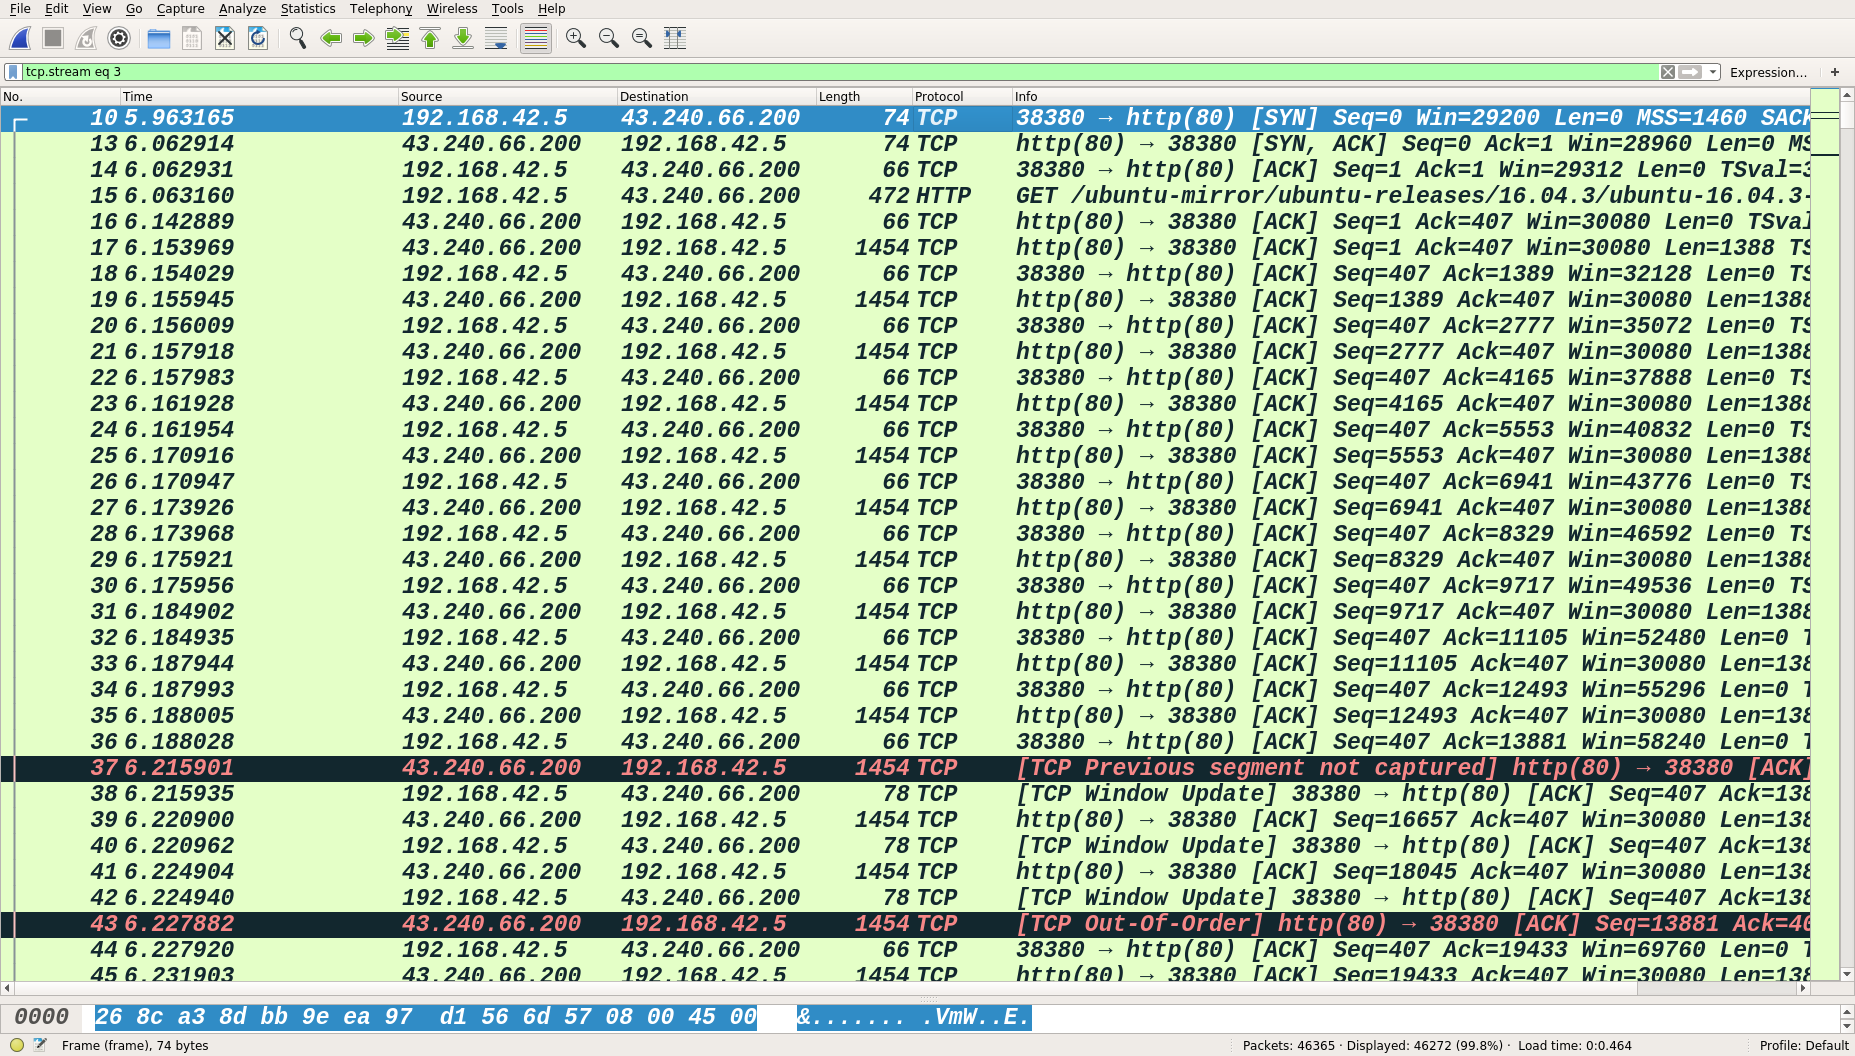 File Edit View Go Capture Analyze Statistics Telephony Wireless Tools Help
tcp.stream eq 3 Expression... +
No. Time Source Destination Length Protocol Info
10 5.963165 192.168.42.5 43.240.66.200 74 TCP 38380 → http(80) [SYN] Seq=0 Win=29200 Len=0 MSS=1460 SACK
13 6.062914 43.240.66.200 192.168.42.5 74 TCP http(80) → 38380 [SYN, ACK] Seq=0 Ack=1 Win=28960 Len=0 MS
14 6.062931 192.168.42.5 43.240.66.200 66 TCP 38380 → http(80) [ACK] Seq=1 Ack=1 Win=29312 Len=0 TSval=3
15 6.063160 192.168.42.5 43.240.66.200 472 HTTP GET /ubuntu-mirror/ubuntu-releases/16.04.3/ubuntu-16.04.3-
16 6.142889 43.240.66.200 192.168.42.5 66 TCP http(80) → 38380 [ACK] Seq=1 Ack=407 Win=30080 Len=0 TSval
17 6.153969 43.240.66.200 192.168.42.5 1454 TCP http(80) → 38380 [ACK] Seq=1 Ack=407 Win=30080 Len=1388 TS
18 6.154029 192.168.42.5 43.240.66.200 66 TCP 38380 → http(80) [ACK] Seq=407 Ack=1389 Win=32128 Len=0 TS
19 6.155945 43.240.66.200 192.168.42.5 1454 TCP http(80) → 38380 [ACK] Seq=1389 Ack=407 Win=30080 Len=1388
20 6.156009 192.168.42.5 43.240.66.200 66 TCP 38380 → http(80) [ACK] Seq=407 Ack=2777 Win=35072 Len=0 TS
21 6.157918 43.240.66.200 192.168.42.5 1454 TCP http(80) → 38380 [ACK] Seq=2777 Ack=407 Win=30080 Len=1388
22 6.157983 192.168.42.5 43.240.66.200 66 TCP 38380 → http(80) [ACK] Seq=407 Ack=4165 Win=37888 Len=0 TS
23 6.161928 43.240.66.200 192.168.42.5 1454 TCP http(80) → 38380 [ACK] Seq=4165 Ack=407 Win=30080 Len=1388
24 6.161954 192.168.42.5 43.240.66.200 66 TCP 38380 → http(80) [ACK] Seq=407 Ack=5553 Win=40832 Len=0 TS
25 6.170916 43.240.66.200 192.168.42.5 1454 TCP http(80) → 38380 [ACK] Seq=5553 Ack=407 Win=30080 Len=1388
26 6.170947 192.168.42.5 43.240.66.200 66 TCP 38380 → http(80) [ACK] Seq=407 Ack=6941 Win=43776 Len=0 TS
27 6.173926 43.240.66.200 192.168.42.5 1454 TCP http(80) → 38380 [ACK] Seq=6941 Ack=407 Win=30080 Len=1388
28 6.173968 192.168.42.5 43.240.66.200 66 TCP 38380 → http(80) [ACK] Seq=407 Ack=8329 Win=46592 Len=0 TS
29 6.175921 43.240.66.200 192.168.42.5 1454 TCP http(80) → 38380 [ACK] Seq=8329 Ack=407 Win=30080 Len=1388
30 6.175956 192.168.42.5 43.240.66.200 66 TCP 38380 → http(80) [ACK] Seq=407 Ack=9717 Win=49536 Len=0 TS
31 6.184902 43.240.66.200 192.168.42.5 1454 TCP http(80) → 38380 [ACK] Seq=9717 Ack=407 Win=30080 Len=1388
32 6.184935 192.168.42.5 43.240.66.200 66 TCP 38380 → http(80) [ACK] Seq=407 Ack=11105 Win=52480 Len=0 T
33 6.187944 43.240.66.200 192.168.42.5 1454 TCP http(80) → 38380 [ACK] Seq=11105 Ack=407 Win=30080 Len=138
34 6.187993 192.168.42.5 43.240.66.200 66 TCP 38380 → http(80) [ACK] Seq=407 Ack=12493 Win=55296 Len=0 T
35 6.188005 43.240.66.200 192.168.42.5 1454 TCP http(80) → 38380 [ACK] Seq=12493 Ack=407 Win=30080 Len=138
36 6.188028 192.168.42.5 43.240.66.200 66 TCP 38380 → http(80) [ACK] Seq=407 Ack=13881 Win=58240 Len=0 T
37 6.215901 43.240.66.200 192.168.42.5 1454 TCP [TCP Previous segment not captured] http(80) → 38380 [ACK]
38 6.215935 192.168.42.5 43.240.66.200 78 TCP [TCP Window Update] 38380 → http(80) [ACK] Seq=407 Ack=138
39 6.220900 43.240.66.200 192.168.42.5 1454 TCP http(80) → 38380 [ACK] Seq=16657 Ack=407 Win=30080 Len=138
40 6.220962 192.168.42.5 43.240.66.200 78 TCP [TCP Window Update] 38380 → http(80) [ACK] Seq=407 Ack=138
41 6.224904 43.240.66.200 192.168.42.5 1454 TCP http(80) → 38380 [ACK] Seq=18045 Ack=407 Win=30080 Len=138
42 6.224940 192.168.42.5 43.240.66.200 78 TCP [TCP Window Update] 38380 → http(80) [ACK] Seq=407 Ack=138
43 6.227882 43.240.66.200 192.168.42.5 1454 TCP [TCP Out-Of-Order] http(80) → 38380 [ACK] Seq=13881 Ack=40
44 6.227920 192.168.42.5 43.240.66.200 66 TCP 38380 → http(80) [ACK] Seq=407 Ack=19433 Win=69760 Len=0 T
45 6.231903 43.240.66.200 192.168.42.5 1454 TCP http(80) → 38380 [ACK] Seq=19433 Ack=407 Win=30080 Len=138
0000 26 8c a3 8d bb 9e ea 97 d1 56 6d 57 08 00 45 00 &....... .VmW..E.
Frame (frame), 74 bytes Packets: 46365 · Displayed: 46272 (99.8%) · Load time: 0:0.464 Profile: Default